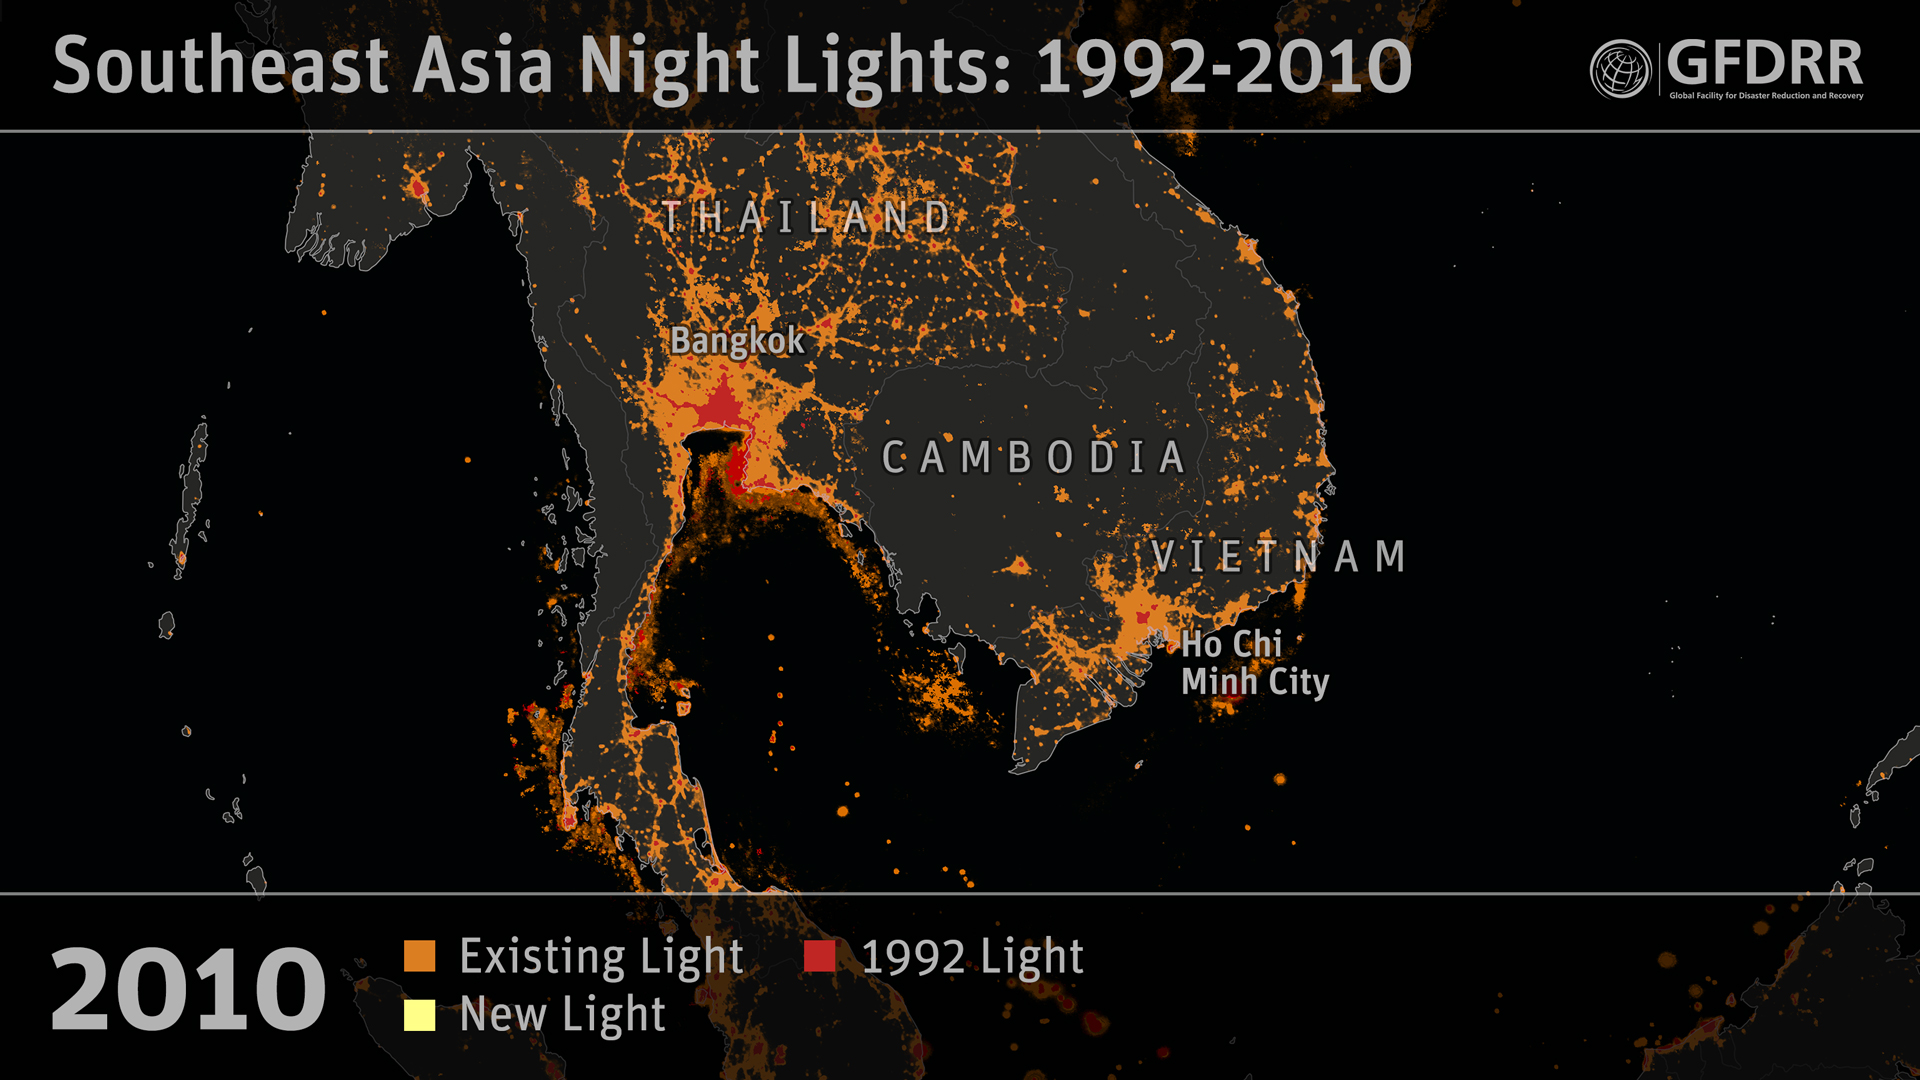 Southeast Asia Night Lights: 1992-2010
GFDRR
Global Facility for Disaster Reduction and Recovery
THAILAND
Bangkok
CAMBODIA
VIETNAM
Ho Chi
Minh City
2010
Existing Light
1992 Light
New Light